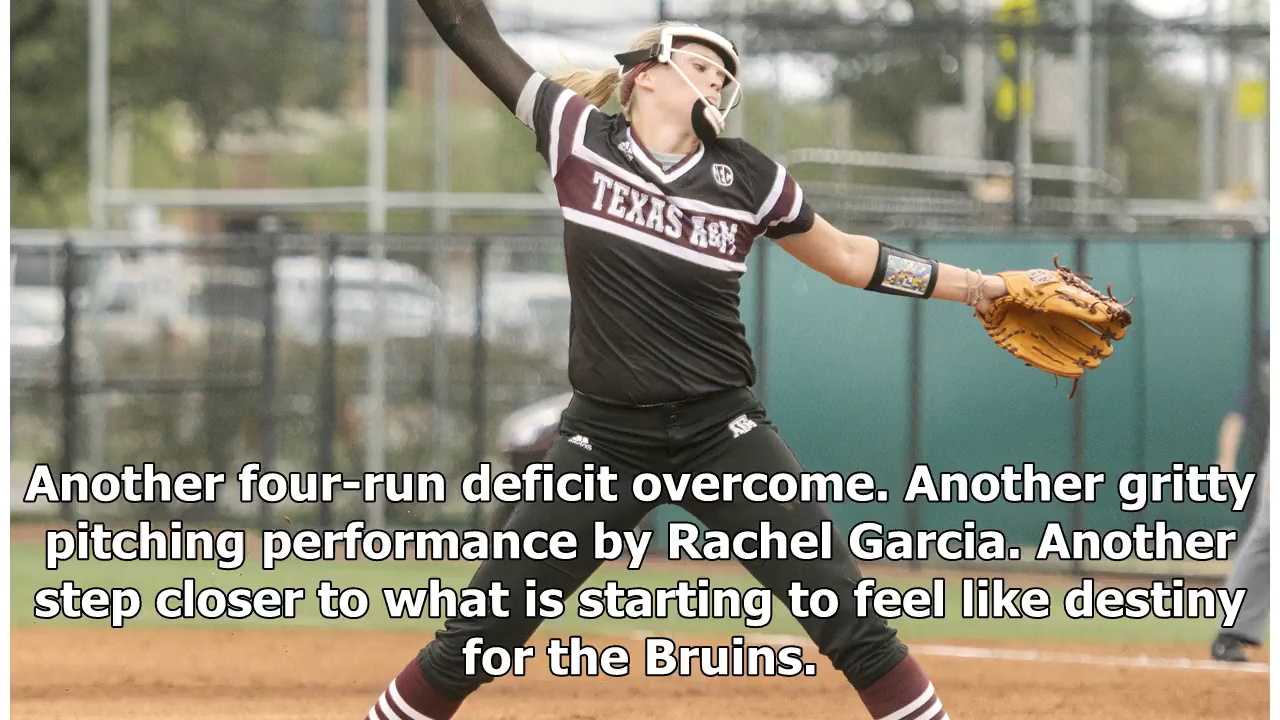 TEXAS A&M
Another four-run deficit overcome. Another gritty
pitching performance by Rachel Garcia. Another
step closer to what is starting to feel like destiny
for the Bruins.